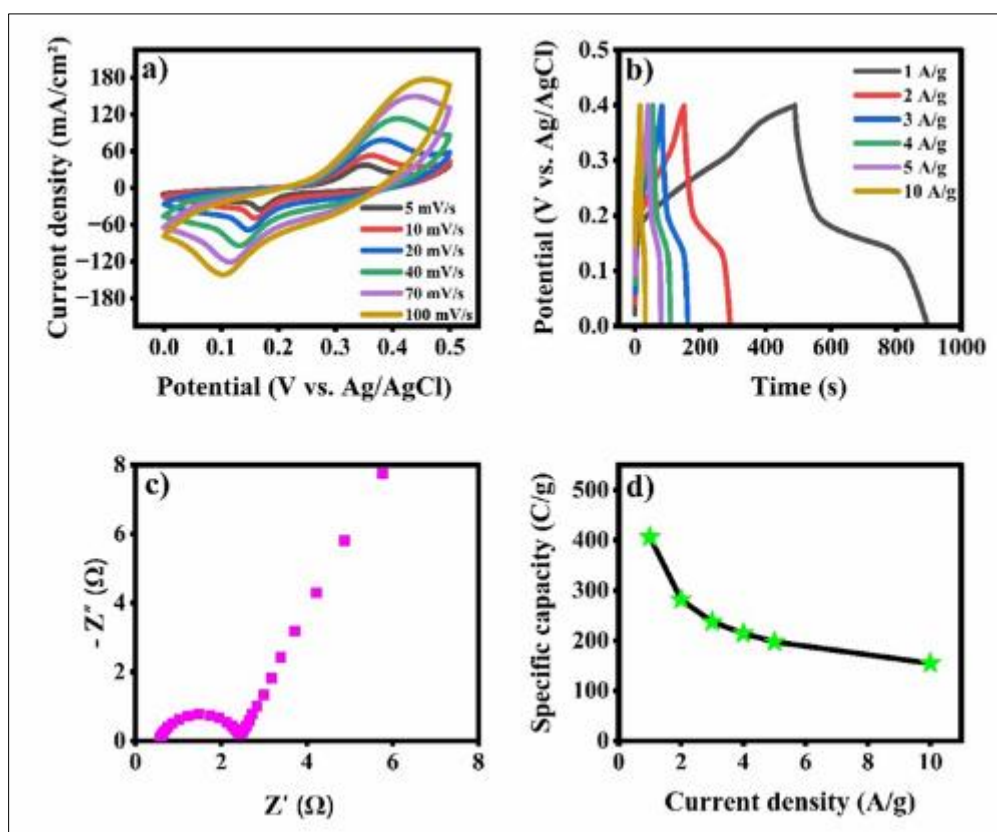 a)
Current density (mA/cm²)
180
120
60
0
−60
−120
−180
5 mV/s
10 mV/s
20 mV/s
40 mV/s
70 mV/s
100 mV/s
0.0 0.1 0.2 0.3 0.4 0.5
Potential (V vs. Ag/AgCl)
b)
Potential (V vs. Ag/AgCl)
0.5
0.4
0.3
0.2
0.1
0.0
1 A/g
2 A/g
3 A/g
4 A/g
5 A/g
10 A/g
0 200 400 600 800 1000
Time (s)
c)
- Z″ (Ω)
8
6
4
2
0
0 2 4 6 8
Z′ (Ω)
d)
Specific capacity (C/g)
500
400
300
200
100
0
0 2 4 6 8 10
Current density (A/g)